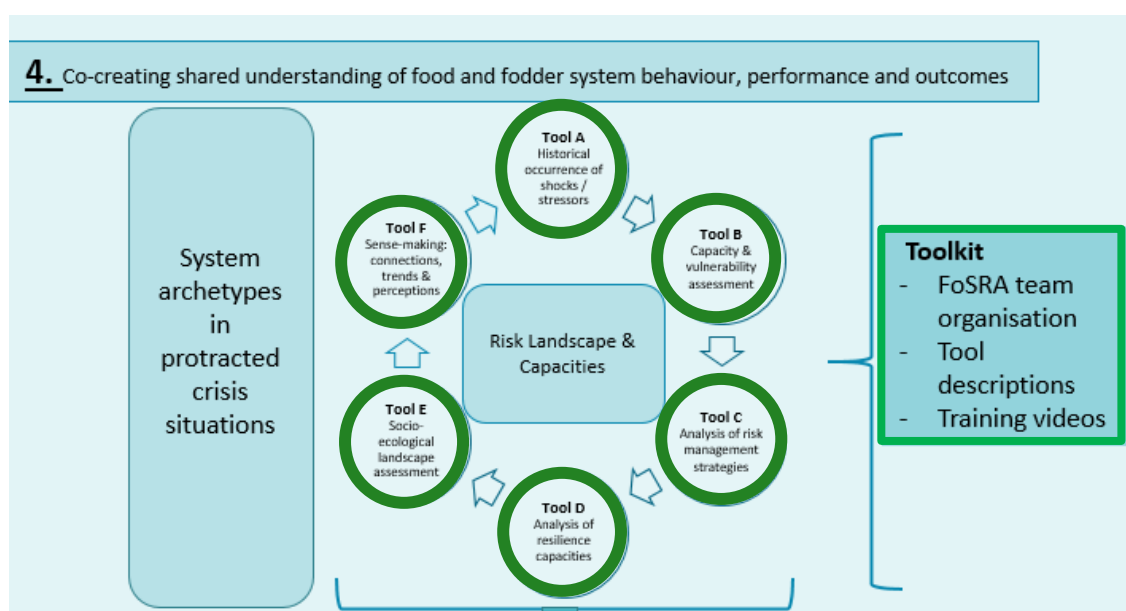 4. Co-creating shared understanding of food and fodder system behaviour, performance and outcomes
System
archetypes
in
protracted
crisis
situations
Tool A
Historical
occurrence of
shocks /
stressors
Tool B
Capacity &
vulnerability
assessment
Tool C
Analysis of risk
management
strategies
Tool D
Analysis of
resilience
capacities
Tool E
Socio-
ecological
landscape
assessment
Tool F
Sense-making:
connections,
trends &
perceptions
Risk Landscape &
Capacities
Toolkit
- FoSRA team
organisation
- Tool
descriptions
- Training videos